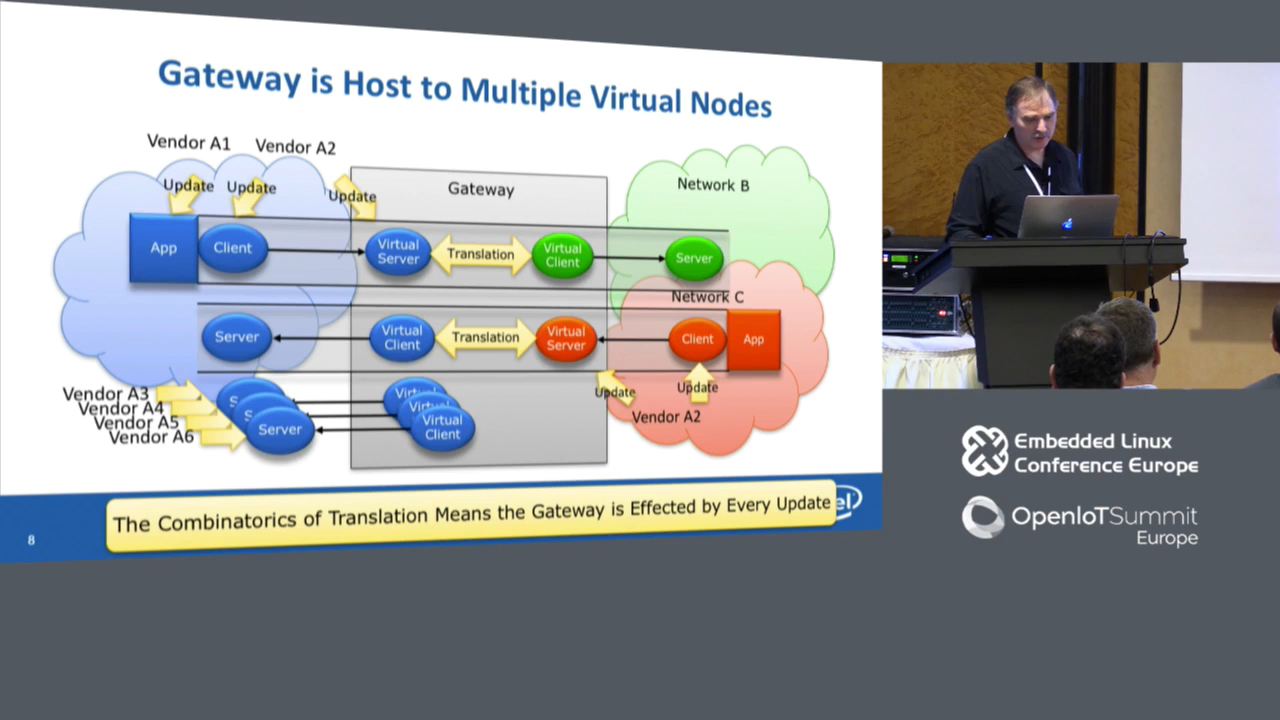 Gateway is Host to Multiple Virtual Nodes
Vendor A1
Vendor A2
Update
Update
Update
Gateway
Network B
App
Client
Virtual
Server
Translation
Virtual
Client
Server
Network C
Server
Virtual
Client
Translation
Virtual
Server
Client
App
Vendor A3
Vendor A4
Vendor A5
Vendor A6
S
S
Server
Virtual
Client
Update
Update
Vendor A2
The Combinatorics of Translation Means the Gateway is Effected by Every Update
8
Embedded Linux
Conference Europe
OpenIoTSummit
Europe